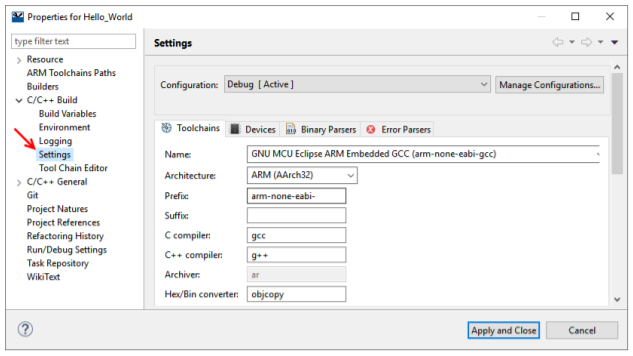 Properties for Hello_World
type filter text
Resource
ARM Toolchains Paths
Builders
C/C++ Build
Build Variables
Environment
Logging
Settings
Tool Chain Editor
C/C++ General
Git
Project Natures
Project References
Refactoring History
Run/Debug Settings
Task Repository
WikiText
Settings
Configuration: Debug [ Active ] Manage Configurations...
Toolchains Devices Binary Parsers Error Parsers
Name: GNU MCU Eclipse ARM Embedded GCC (arm-none-eabi-gcc)
Architecture: ARM (AArch32)
Prefix: arm-none-eabi-
Suffix:
C compiler: gcc
C++ compiler: g++
Archiver: ar
Hex/Bin converter: objcopy
Apply and Close Cancel